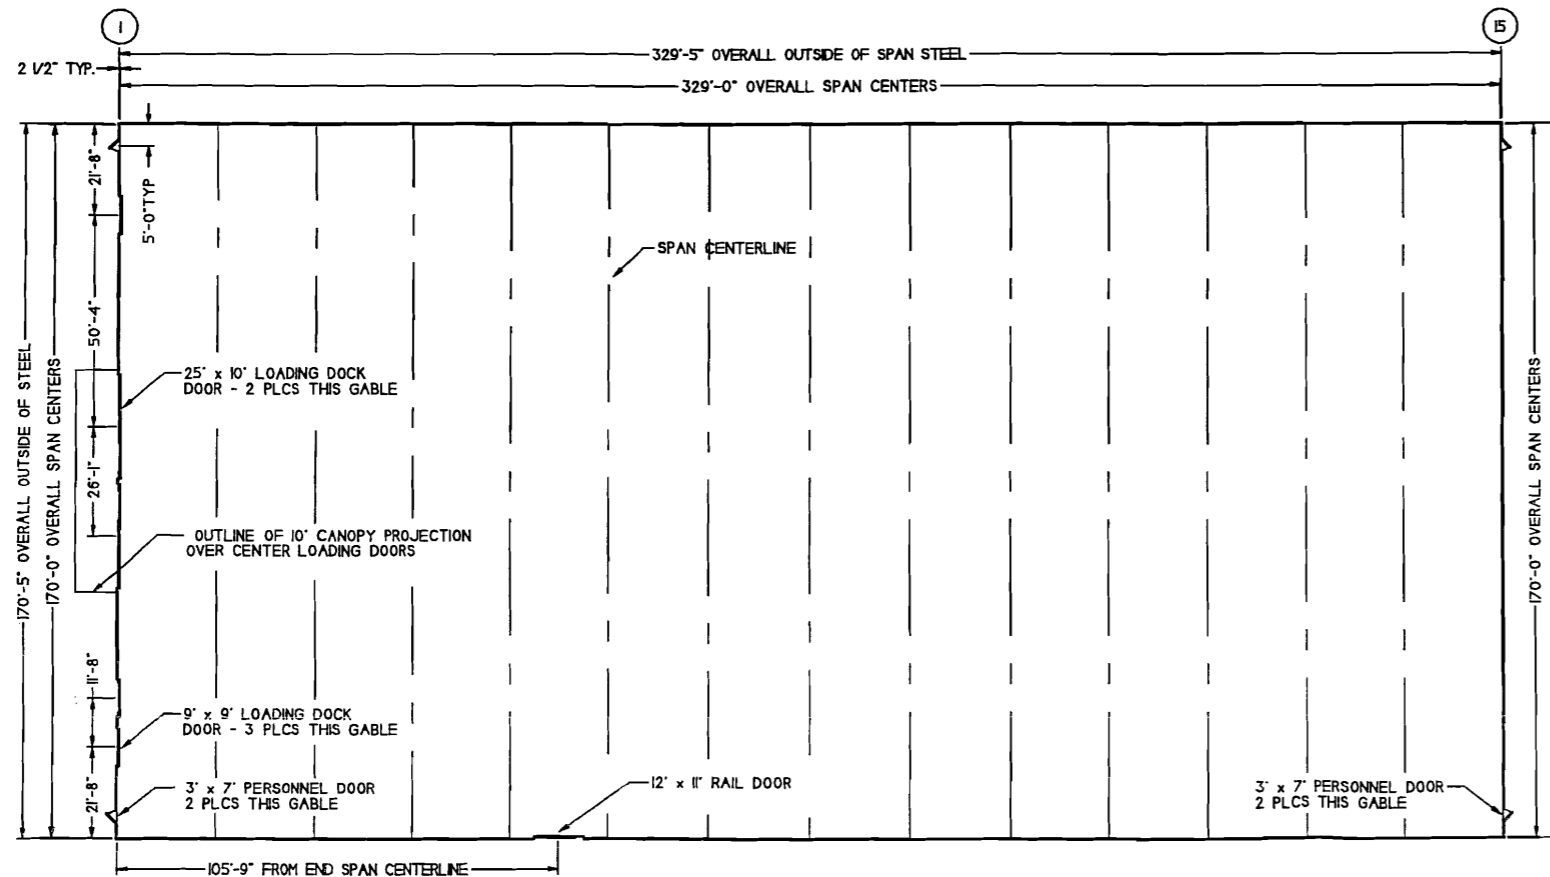 1
15
329'-5" OVERALL OUTSIDE OF SPAN STEEL
2 1/2" TYP.
329'-0" OVERALL SPAN CENTERS
21'-8"
5'-0" TYP
SPAN CENTERLINE
50'-4"
25' x 10' LOADING DOCK
DOOR - 2 PLCS THIS GABLE
170'-5" OVERALL OUTSIDE OF STEEL
170'-0" OVERALL SPAN CENTERS
26'-1"
170'-0" OVERALL SPAN CENTERS
OUTLINE OF 10' CANOPY PROJECTION
OVER CENTER LOADING DOORS
11'-8"
9' x 9' LOADING DOCK
DOOR - 3 PLCS THIS GABLE
21'-8"
3' x 7' PERSONNEL DOOR
2 PLCS THIS GABLE
12' x 11' RAIL DOOR
3' x 7' PERSONNEL DOOR
2 PLCS THIS GABLE
105'-9" FROM END SPAN CENTERLINE